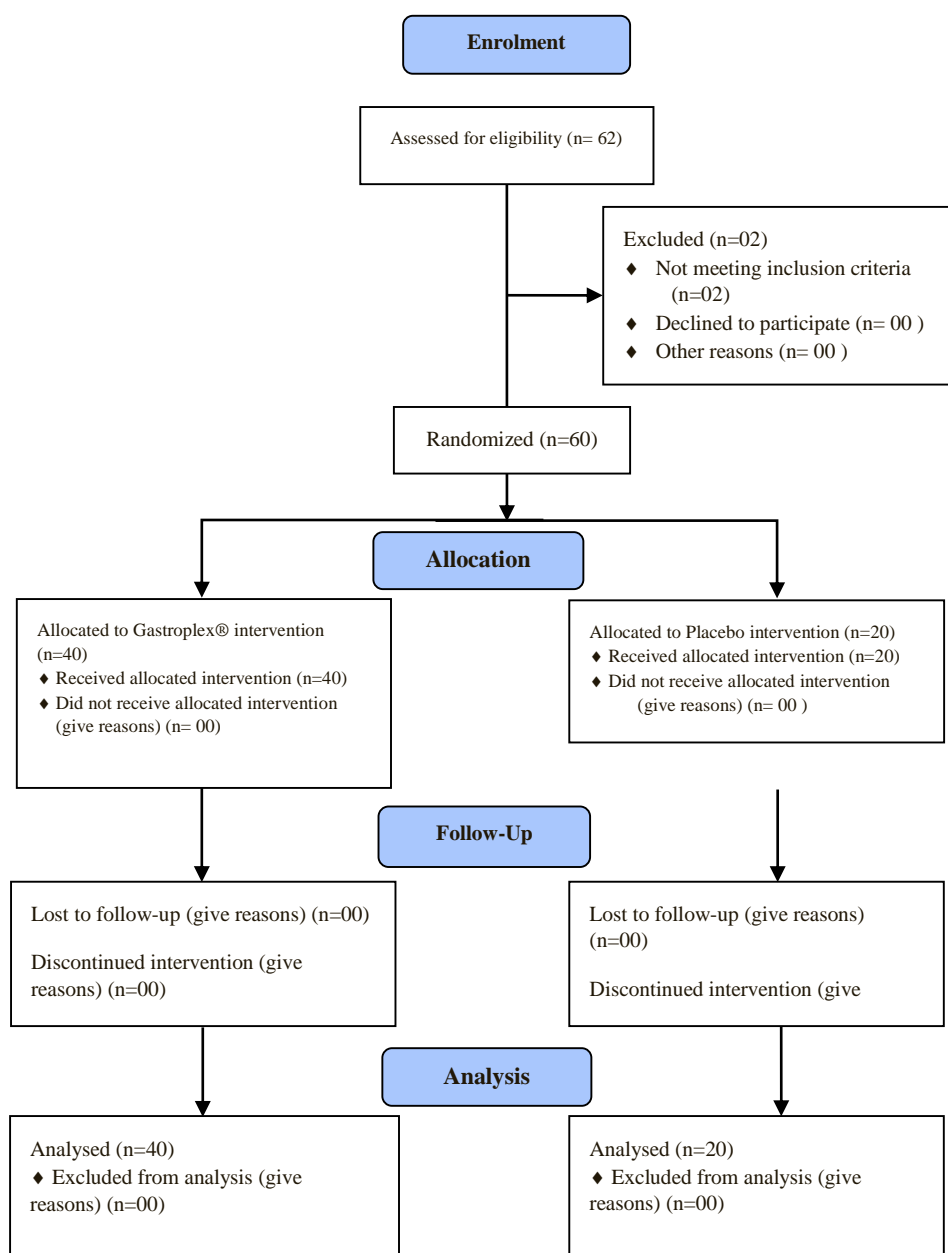 Enrolment
Assessed for eligibility (n= 62)
Excluded (n=02)
♦ Not meeting inclusion criteria
(n=02)
♦ Declined to participate (n= 00 )
♦ Other reasons (n= 00 )
Randomized (n=60)
Allocation
Allocated to Gastroplex® intervention
(n=40)
♦ Received allocated intervention (n=40)
♦ Did not receive allocated intervention
(give reasons) (n= 00)
Allocated to Placebo intervention (n=20)
♦ Received allocated intervention (n=20)
♦ Did not receive allocated intervention
(give reasons) (n= 00 )
Follow-Up
Lost to follow-up (give reasons) (n=00)
Discontinued intervention (give
reasons) (n=00)
Lost to follow-up (give reasons)
(n=00)
Discontinued intervention (give
Analysis
Analysed (n=40)
♦ Excluded from analysis (give
reasons) (n=00)
Analysed (n=20)
♦ Excluded from analysis (give
reasons) (n=00)